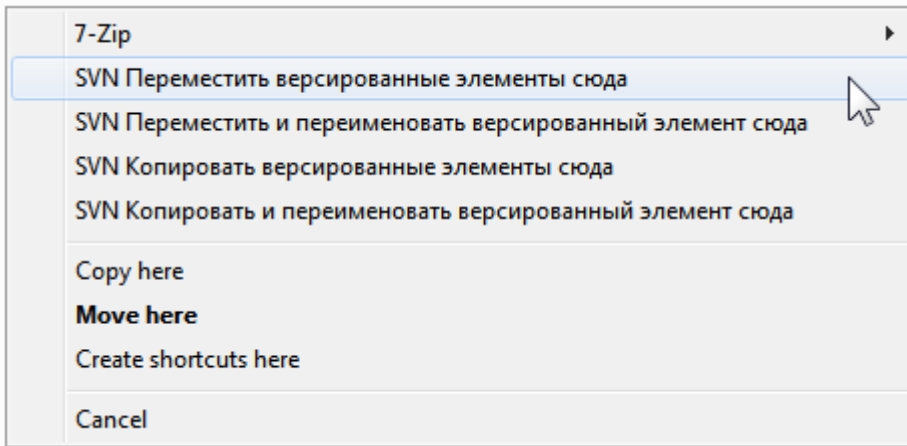 7-Zip
SVN Переместить версированные элементы сюда
SVN Переместить и переименовать версированный элемент сюда
SVN Копировать версированные элементы сюда
SVN Копировать и переименовать версированный элемент сюда
Copy here
Move here
Create shortcuts here
Cancel